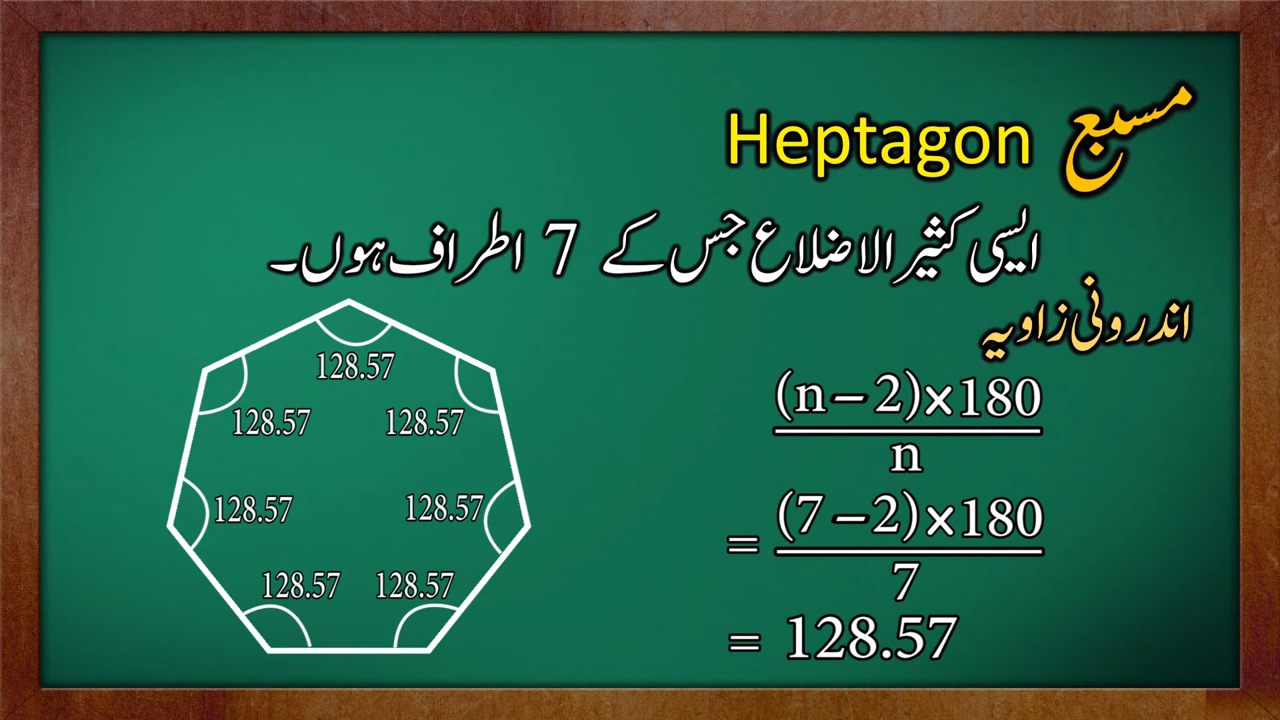 مسبع Heptagon
ایسی کثیر الاضلاع جس کے 7 اطراف ہوں۔
اندرونی زاویہ
(n−2)×180
n
= (7−2)×180
7
= 128.57
128.57
128.57 128.57
128.57 128.57
128.57 128.57